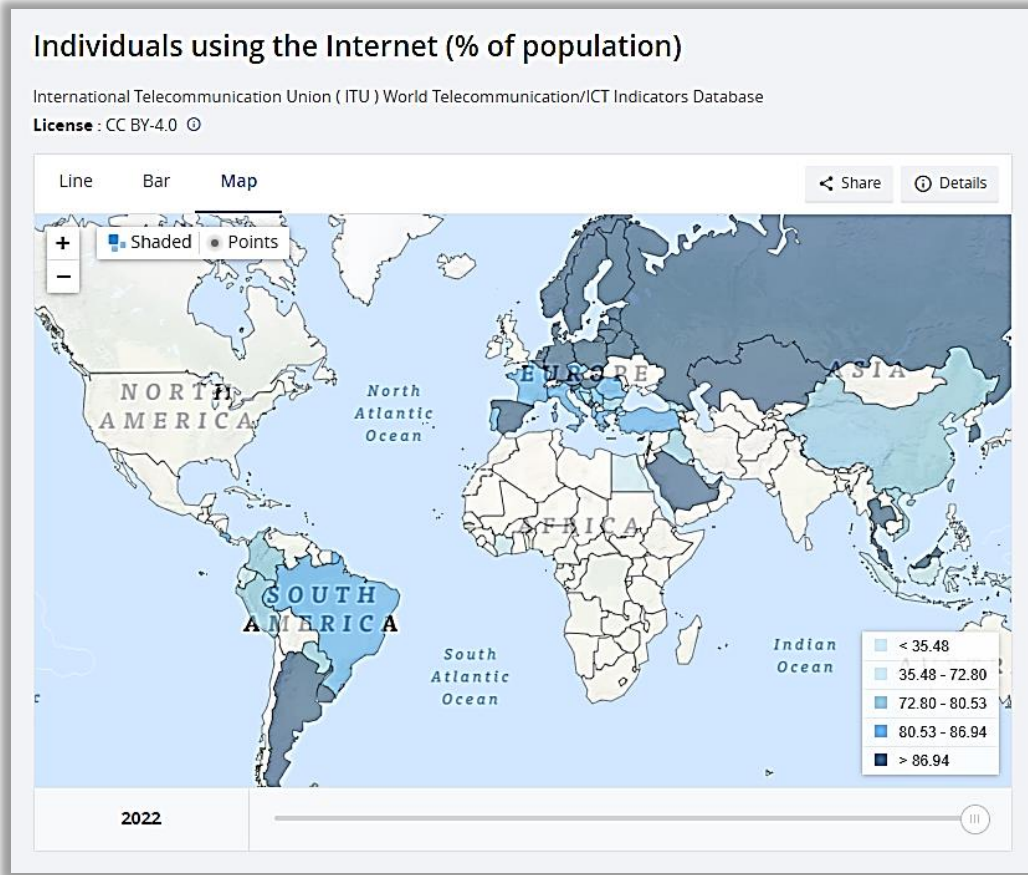 Individuals using the Internet (% of population)
International Telecommunication Union ( ITU ) World Telecommunication/ICT Indicators Database
License : CC BY-4.0
Line Bar Map
Share Details
+
−
Shaded Points
NORTH
AMERICA
North
Atlantic
Ocean
EUROPE
ASIA
AFRICA
SOUTH
AMERICA
South
Atlantic
Ocean
Indian
Ocean
< 35.48
35.48 - 72.80
72.80 - 80.53
80.53 - 86.94
> 86.94
2022